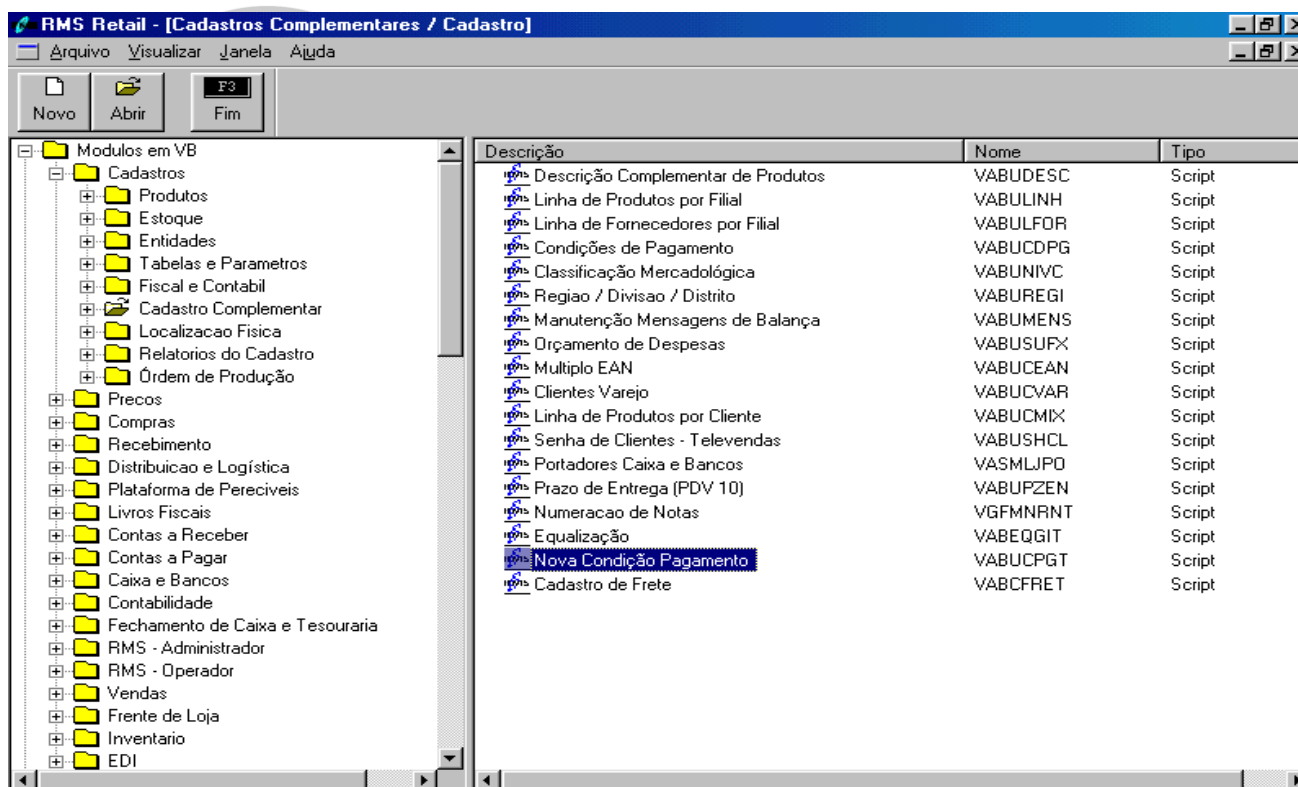 RMS Retail - [Cadastros Complementares / Cadastro]
Arquivo Visualizar Janela Ajuda
F3
Novo Abrir Fim
Modulos em VB
Cadastros
Produtos
Estoque
Entidades
Tabelas e Parametros
Fiscal e Contabil
Cadastro Complementar
Localizacao Fisica
Relatorios do Cadastro
Órdem de Produção
Precos
Compras
Recebimento
Distribuicao e Logística
Plataforma de Pereciveis
Livros Fiscais
Contas a Receber
Contas a Pagar
Caixa e Bancos
Contabilidade
Fechamento de Caixa e Tesouraria
RMS - Administrador
RMS - Operador
Vendas
Frente de Loja
Inventario
EDI
Descrição Nome Tipo
Descrição Complementar de Produtos VABUDESC Script
Linha de Produtos por Filial VABULINH Script
Linha de Fornecedores por Filial VABULFOR Script
Condições de Pagamento VABUCDPG Script
Classificação Mercadológica VABUNIVC Script
Regiao / Divisao / Distrito VABUREGI Script
Manutenção Mensagens de Balança VABUMENS Script
Orçamento de Despesas VABUSUFX Script
Multiplo EAN VABUCEAN Script
Clientes Varejo VABUCVAR Script
Linha de Produtos por Cliente VABUCMIX Script
Senha de Clientes - Televendas VABUSHCL Script
Portadores Caixa e Bancos VASMLJPO Script
Prazo de Entrega (PDV 10) VABUPZEN Script
Numeracao de Notas VGFMNRNT Script
Equalização VABEQGIT Script
Nova Condição Pagamento VABUCPGT Script
Cadastro de Frete VABCFRET Script